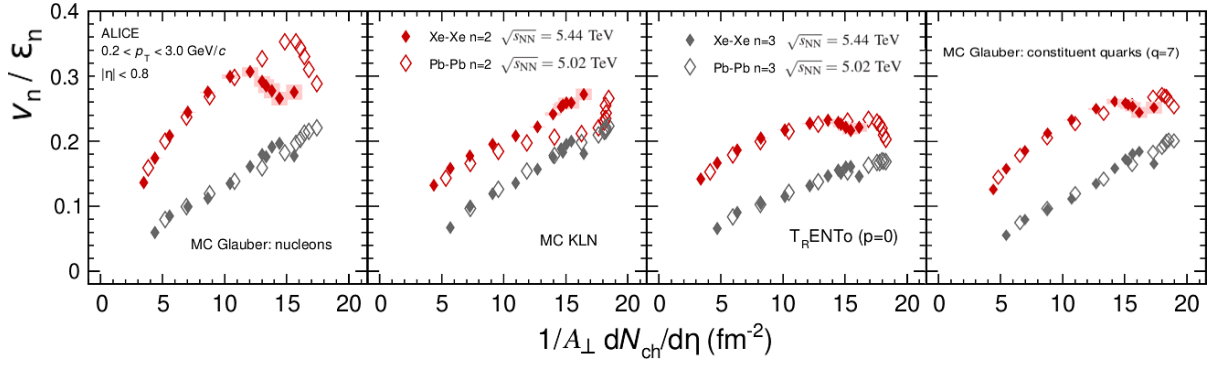 ALICE
0.2 < p_T < 3.0 GeV/c
|η| < 0.8
Xe-Xe n=2 √s_NN = 5.44 TeV
Pb-Pb n=2 √s_NN = 5.02 TeV
Xe-Xe n=3 √s_NN = 5.44 TeV
Pb-Pb n=3 √s_NN = 5.02 TeV
MC Glauber: constituent quarks (q=7)
MC Glauber: nucleons
MC KLN
T_RENTo (p=0)
v_n / ε_n
0.4
0.3
0.2
0.1
0
0 5 10 15 20
0 5 10 15 20
0 5 10 15 20
0 5 10 15 20
1/A_⊥ dN_ch/dη (fm^-2)